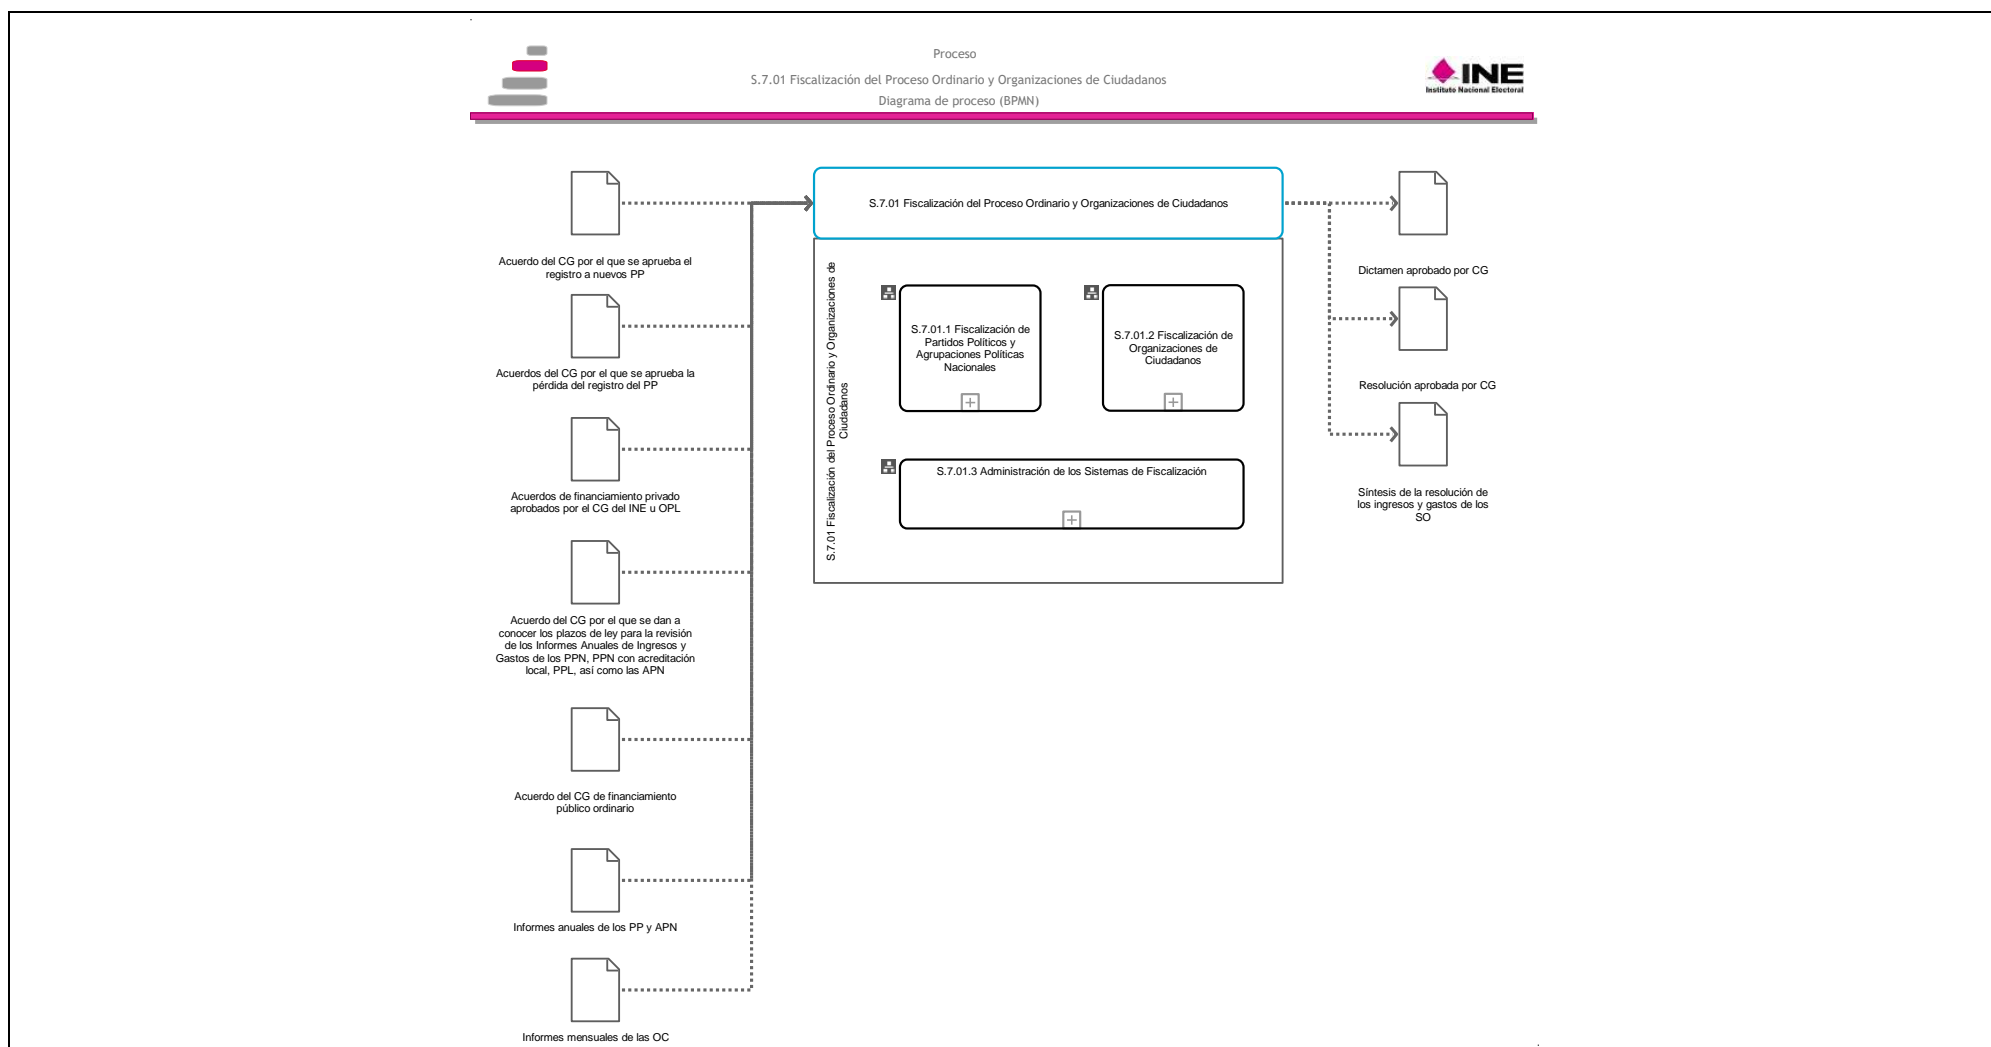 Proceso
S.7.01 Fiscalización del Proceso Ordinario y Organizaciones de Ciudadanos
Diagrama de proceso (BPMN)
INE
Instituto Nacional Electoral
Acuerdo del CG por el que se aprueba el
registro a nuevos PP
Acuerdos del CG por el que se aprueba la
pérdida del registro del PP
Acuerdos de financiamiento privado
aprobados por el CG del INE u OPL
Acuerdo del CG por el que se dan a
conocer los plazos de ley para la revisión
de los Informes Anuales de Ingresos y
Gastos de los PPN, PPN con acreditación
local, PPL, así como las APN
Acuerdo del CG de financiamiento
público ordinario
Informes anuales de los PP y APN
Informes mensuales de las OC
S.7.01 Fiscalización del Proceso Ordinario y Organizaciones de Ciudadanos
S.7.01 Fiscalización del Proceso Ordinario y Organizaciones de
Ciudadanos
S.7.01.1 Fiscalización de
Partidos Políticos y
Agrupaciones Políticas
Nacionales
S.7.01.2 Fiscalización de
Organizaciones de
Ciudadanos
S.7.01.3 Administración de los Sistemas de Fiscalización
Dictamen aprobado por CG
Resolución aprobada por CG
Síntesis de la resolución de
los ingresos y gastos de los
SO